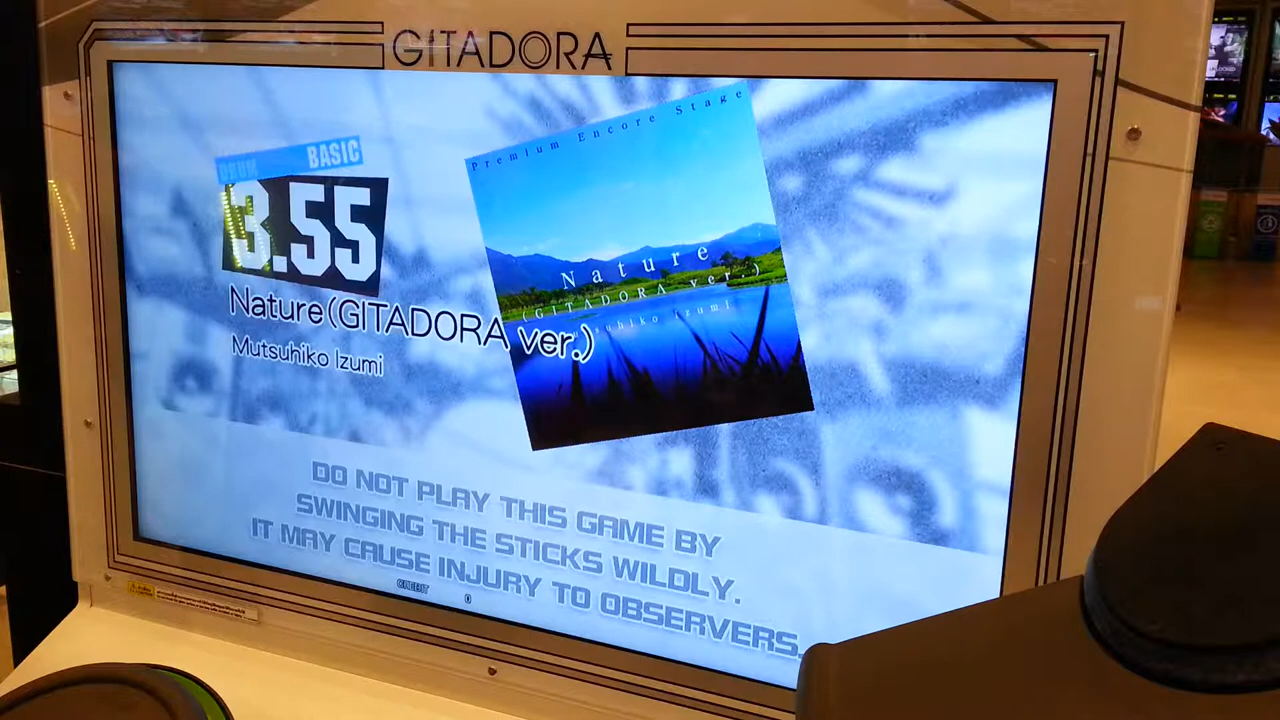 GITADORA
Premium Encore Stage
DRUM BASIC
3.55
Nature
(GITADORA ver.)
Nature(GITADORA ver.)
Mutsuhiko Izumi
DO NOT PLAY THIS GAME BY
SWINGING THE STICKS WILDLY.
IT MAY CAUSE INJURY TO OBSERVERS.
CREDIT 0